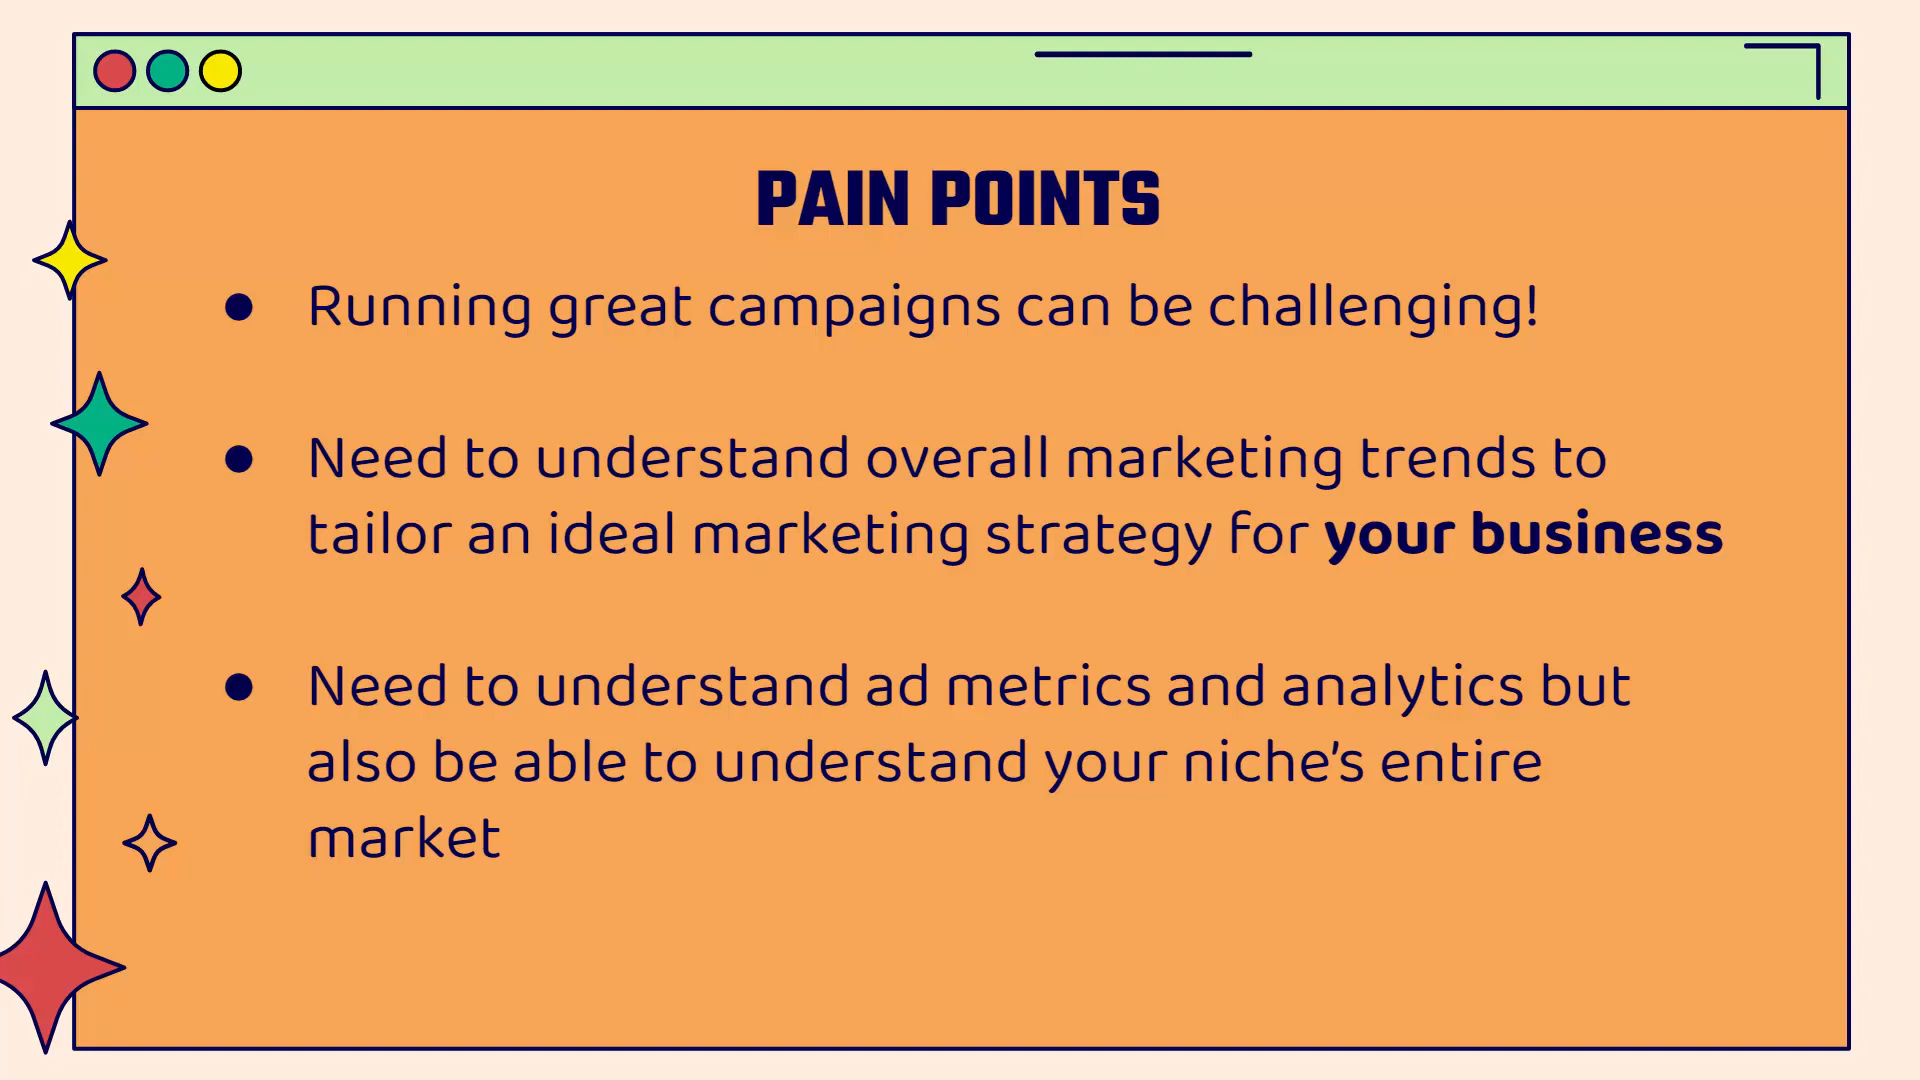 PAIN POINTS
● Running great campaigns can be challenging!
● Need to understand overall marketing trends to
tailor an ideal marketing strategy for your business
● Need to understand ad metrics and analytics but
also be able to understand your niche’s entire
market